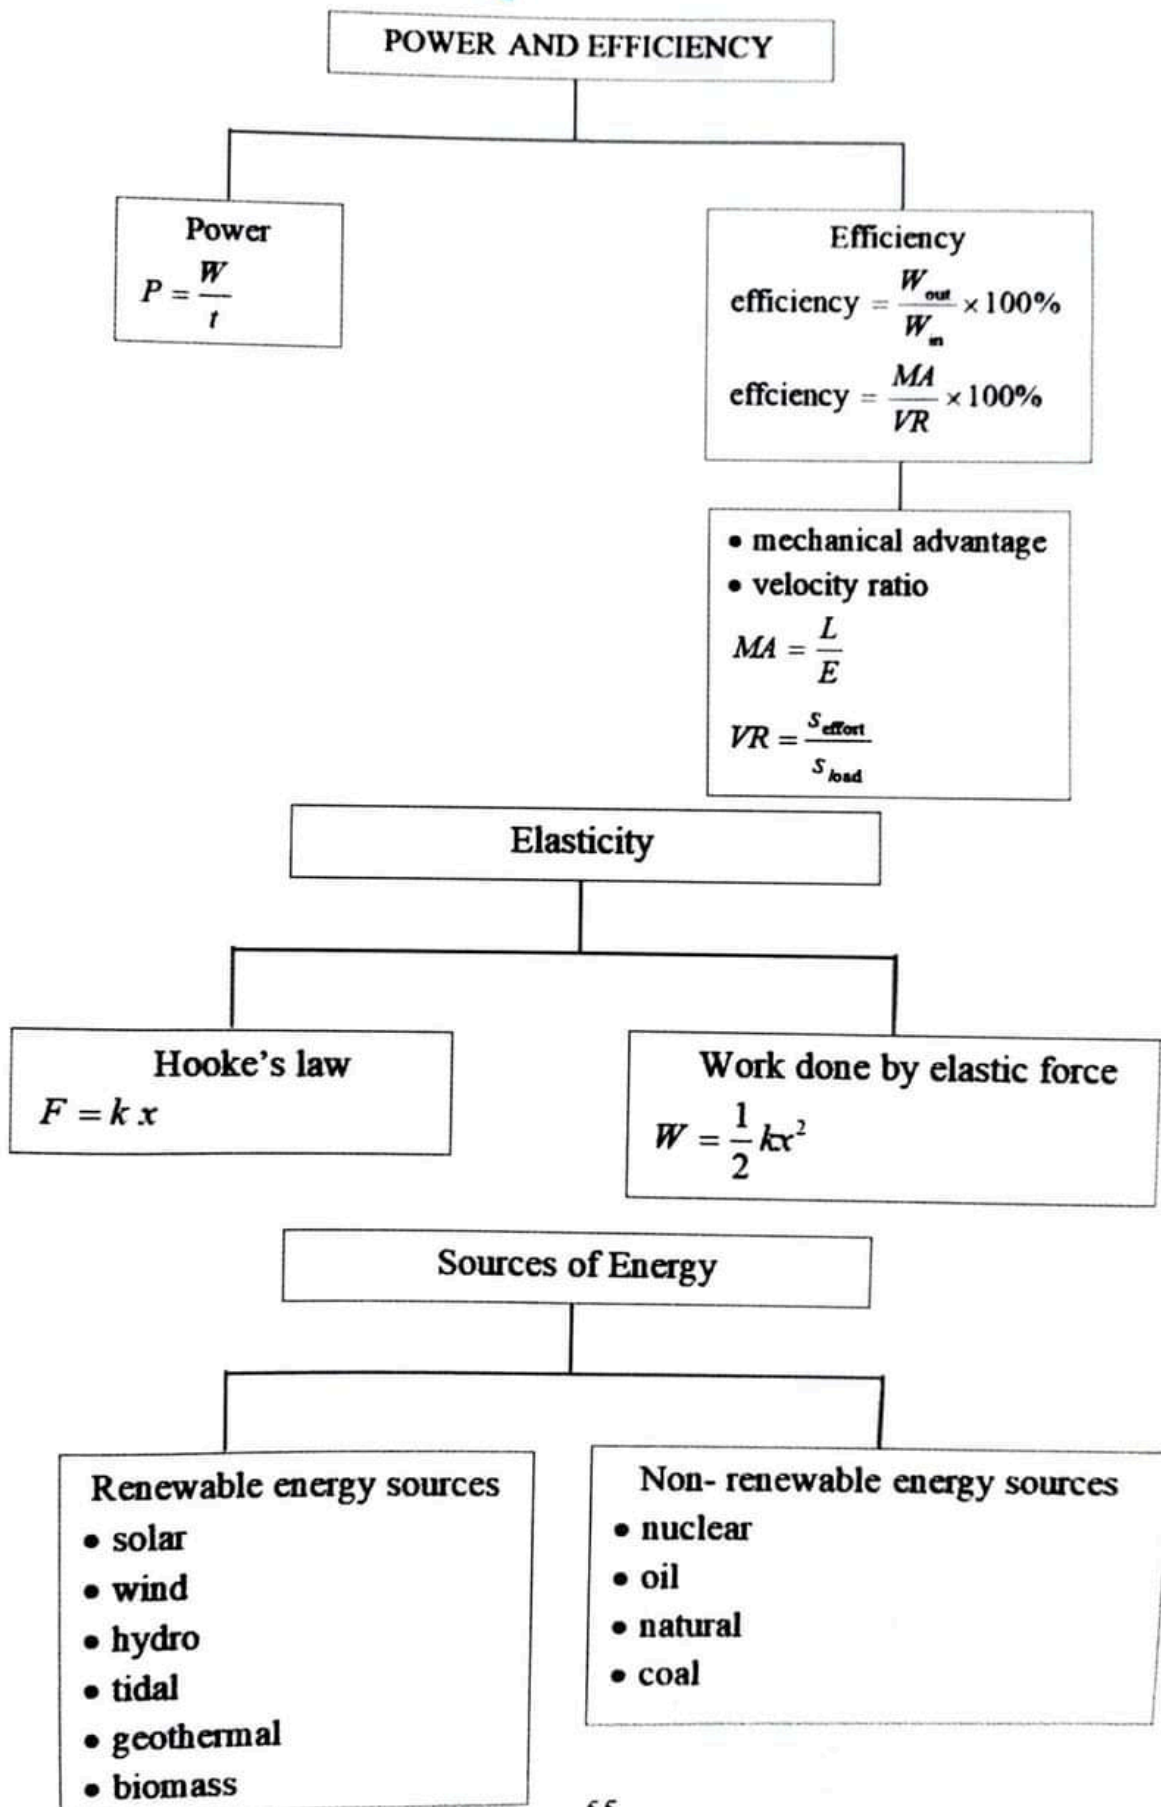 POWER AND EFFICIENCY
Power
P = W/t
Efficiency
efficiency = W_out/W_in × 100%
effciency = MA/VR × 100%
• mechanical advantage
• velocity ratio
MA = L/E
VR = s_effort/s_load
Elasticity
Hooke's law
F = k x
Work done by elastic force
W = 1/2 kx²
Sources of Energy
Renewable energy sources
• solar
• wind
• hydro
• tidal
• geothermal
• biomass
Non- renewable energy sources
• nuclear
• oil
• natural
• coal